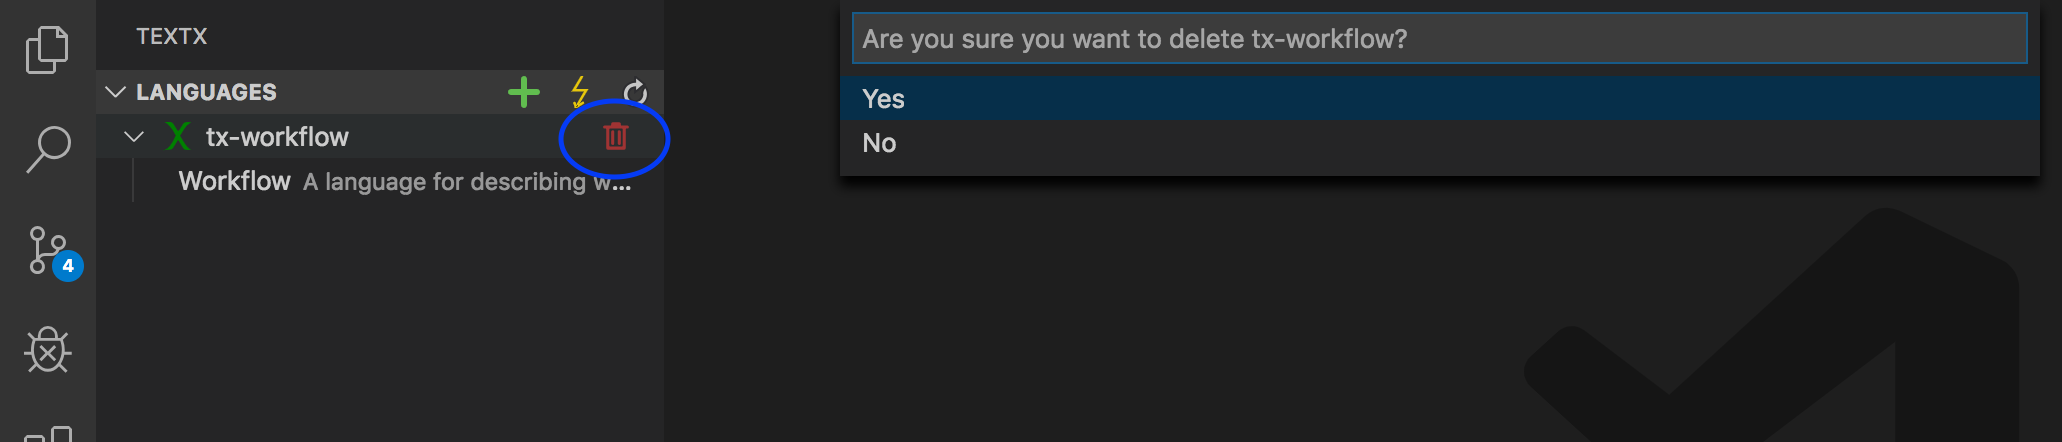 TEXTX
LANGUAGES
tx-workflow
Workflow A language for describing w...
4
Are you sure you want to delete tx-workflow?
Yes
No